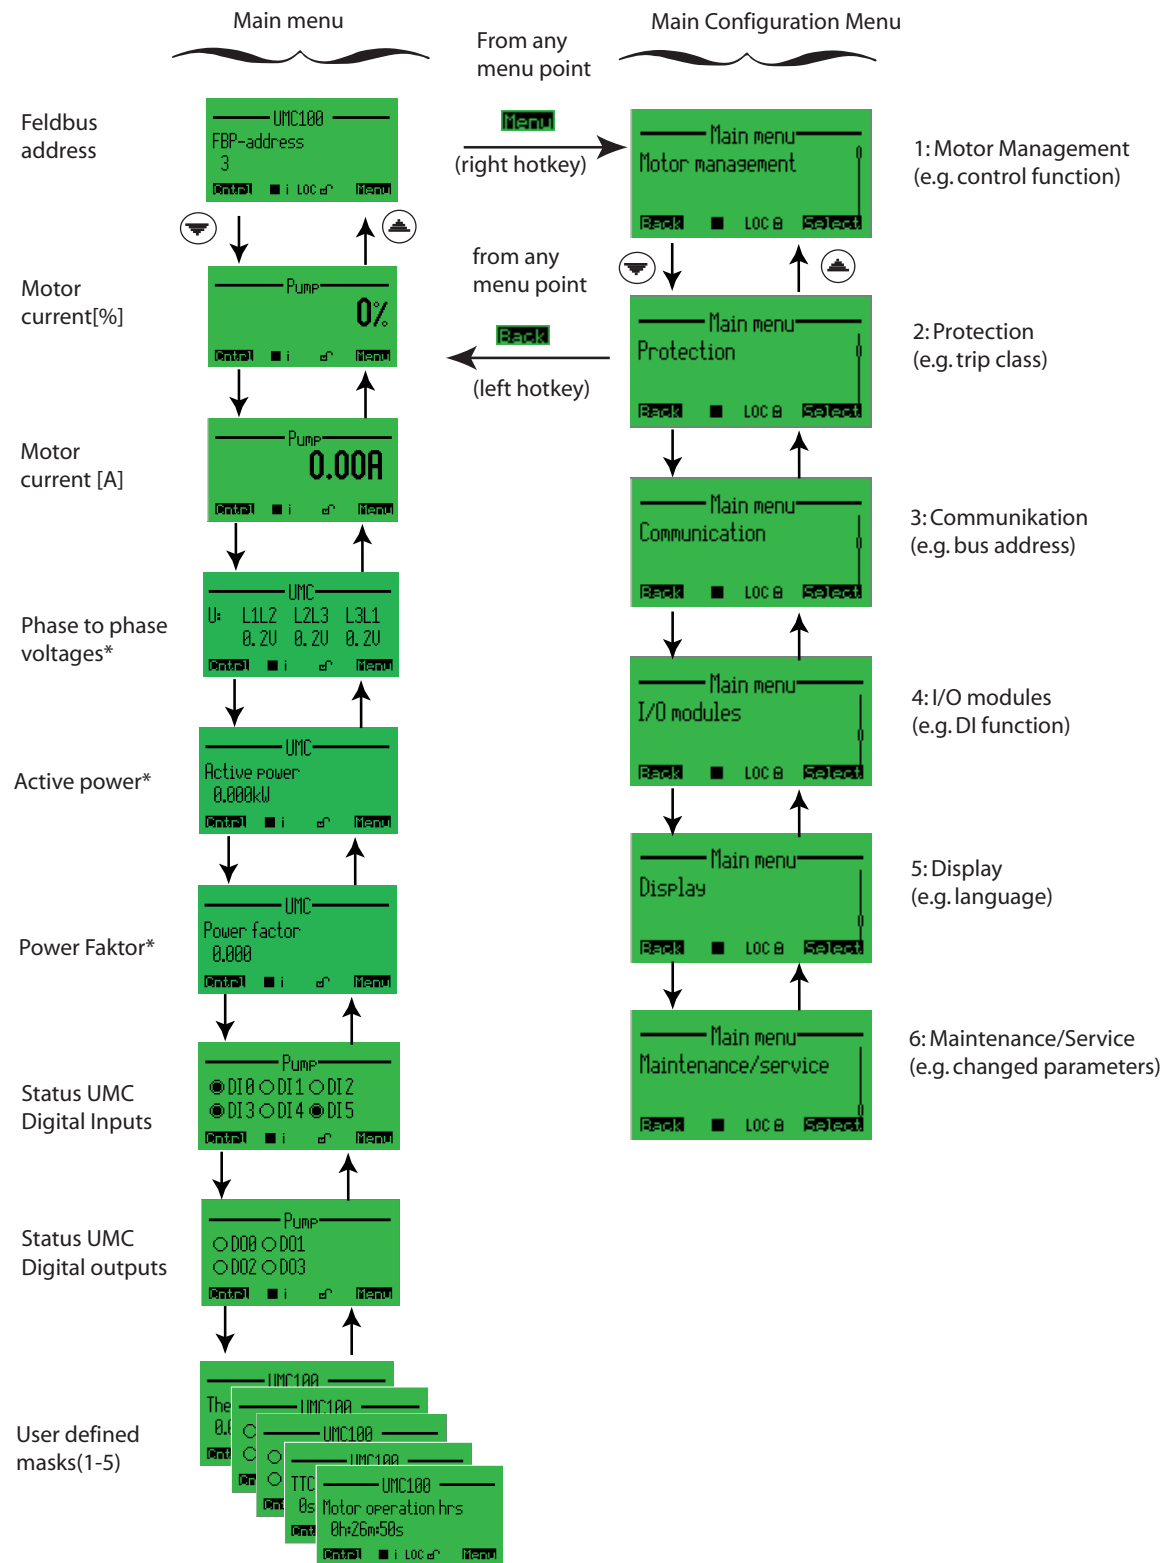 Main menu
Main Configuration Menu
From any
menu point
Menu
(right hotkey)
from any
menu point
Back
(left hotkey)
Feldbus
address
UMC100
FBP-address
3
Cntrl i LOC Menu
Motor
current[%]
Pump
0%
Cntrl i Menu
Motor
current [A]
Pump
0.00A
Cntrl i Menu
Phase to phase
voltages*
UMC
U: L1L2 L2L3 L3L1
0.2V 0.2V 0.2V
Cntrl i Menu
Active power*
UMC
Active power
0.000kW
Cntrl i Menu
Power Faktor*
UMC
Power factor
0.000
Cntrl i Menu
Status UMC
Digital Inputs
Pump
DI0 DI1 DI2
DI3 DI4 DI5
Cntrl i Menu
Status UMC
Digital outputs
Pump
DO0 DO1
DO2 DO3
Cntrl i Menu
User defined
masks(1-5)
UMC100
The
UMC100
UMC100
UMC100
TTC
0s
UMC100
Motor operation hrs
0h:26m:50s
Cntrl i LOC Menu
Main menu
Motor management
Back LOC Select
1: Motor Management
(e.g. control function)
Main menu
Protection
Back LOC Select
2: Protection
(e.g. trip class)
Main menu
Communication
Back LOC Select
3: Communikation
(e.g. bus address)
Main menu
I/O modules
Back LOC Select
4: I/O modules
(e.g. DI function)
Main menu
Display
Back LOC Select
5: Display
(e.g. language)
Main menu
Maintenance/service
Back LOC Select
6: Maintenance/Service
(e.g. changed parameters)